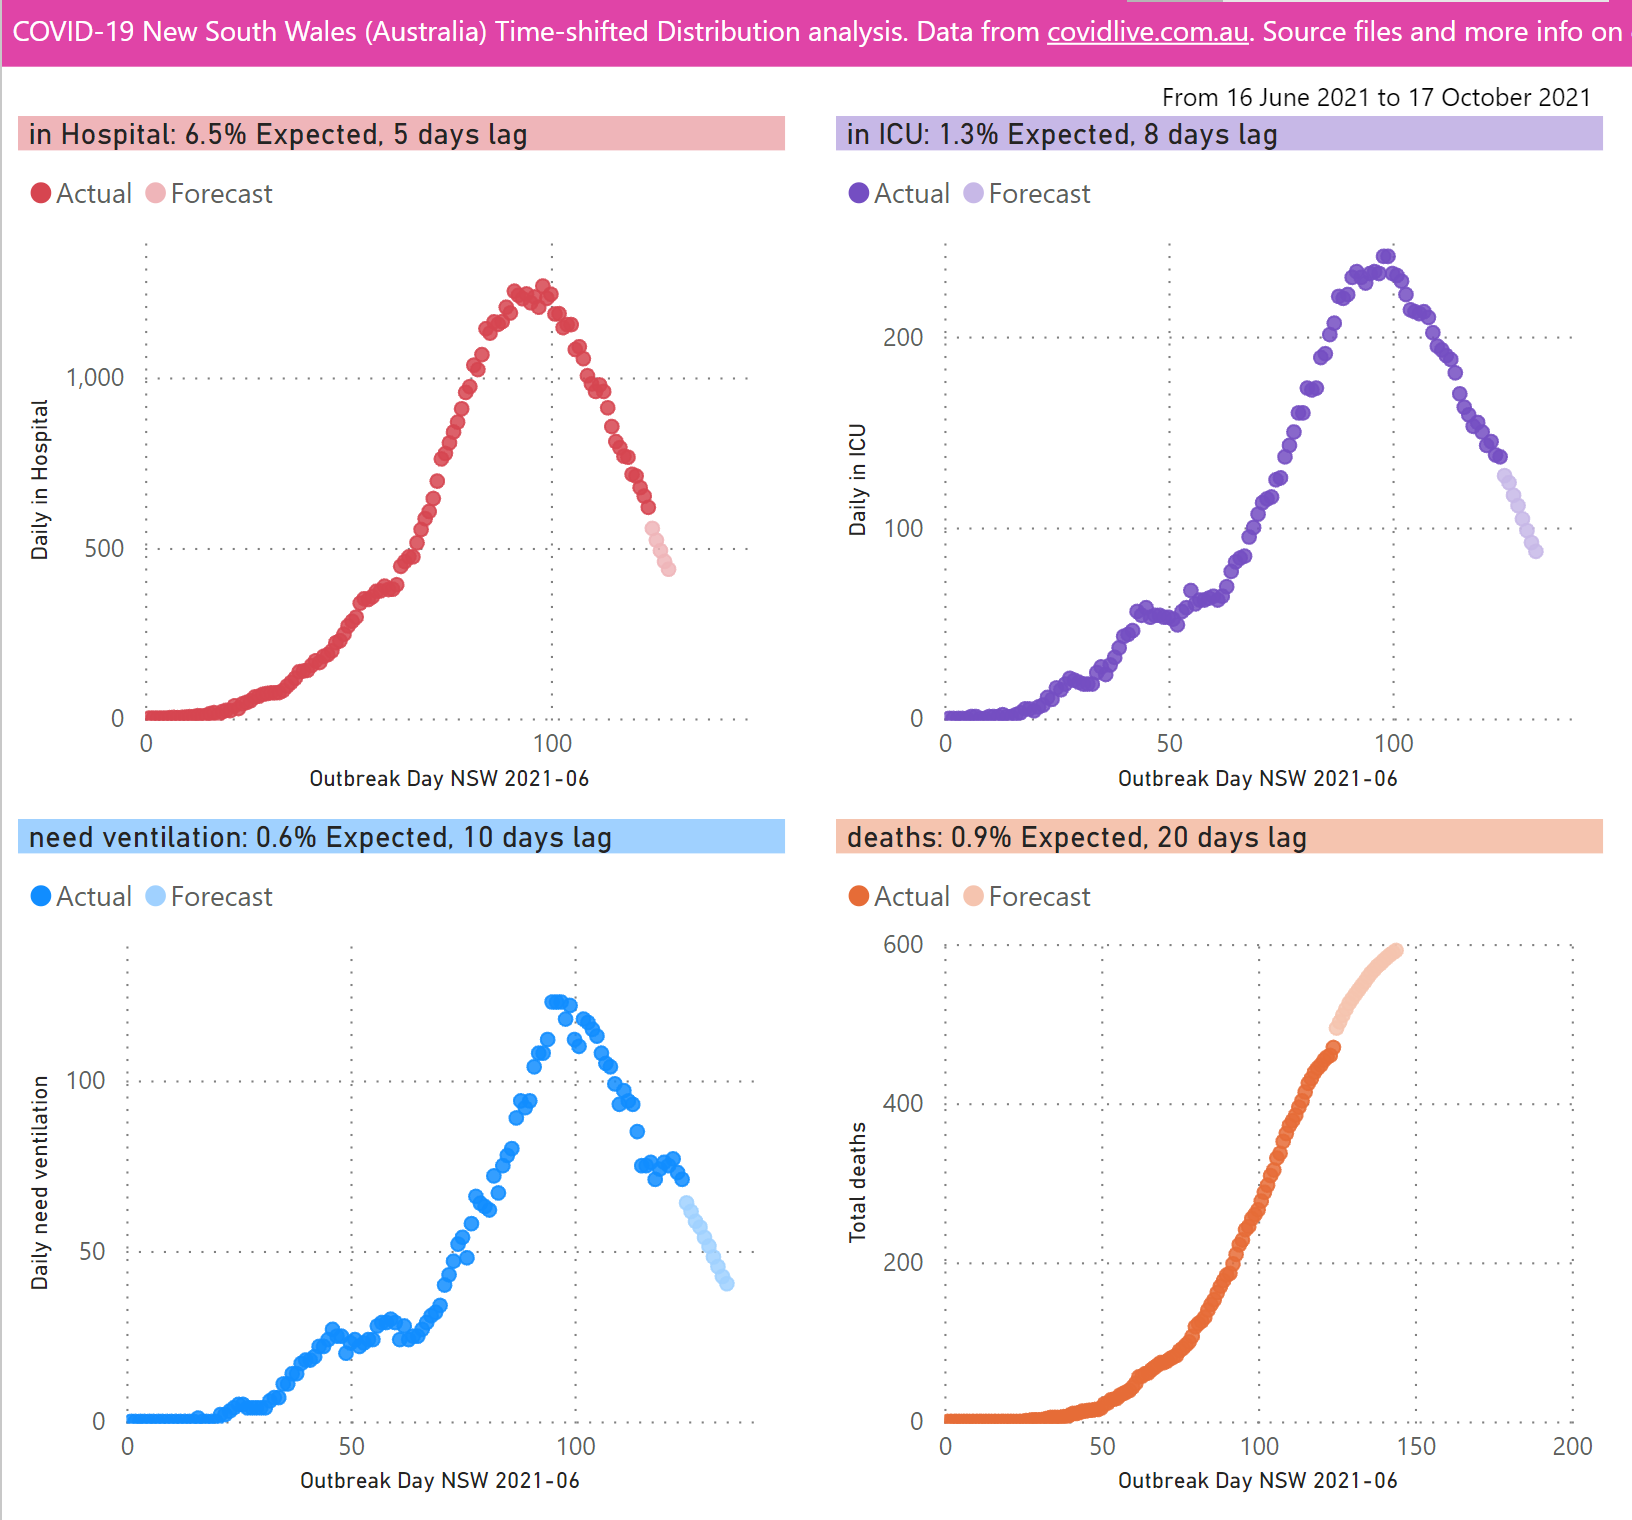 COVID-19 New South Wales (Australia) Time-shifted Distribution analysis. Data from covidlive.com.au. Source files and more info on
From 16 June 2021 to 17 October 2021
in Hospital: 6.5% Expected, 5 days lag
Actual Forecast
Daily in Hospital
1,000
500
0
0 100
Outbreak Day NSW 2021-06
in ICU: 1.3% Expected, 8 days lag
Actual Forecast
Daily in ICU
200
100
0
0 50 100
Outbreak Day NSW 2021-06
need ventilation: 0.6% Expected, 10 days lag
Actual Forecast
Daily need ventilation
100
50
0
0 50 100
Outbreak Day NSW 2021-06
deaths: 0.9% Expected, 20 days lag
Actual Forecast
Total deaths
600
400
200
0
0 50 100 150 200
Outbreak Day NSW 2021-06